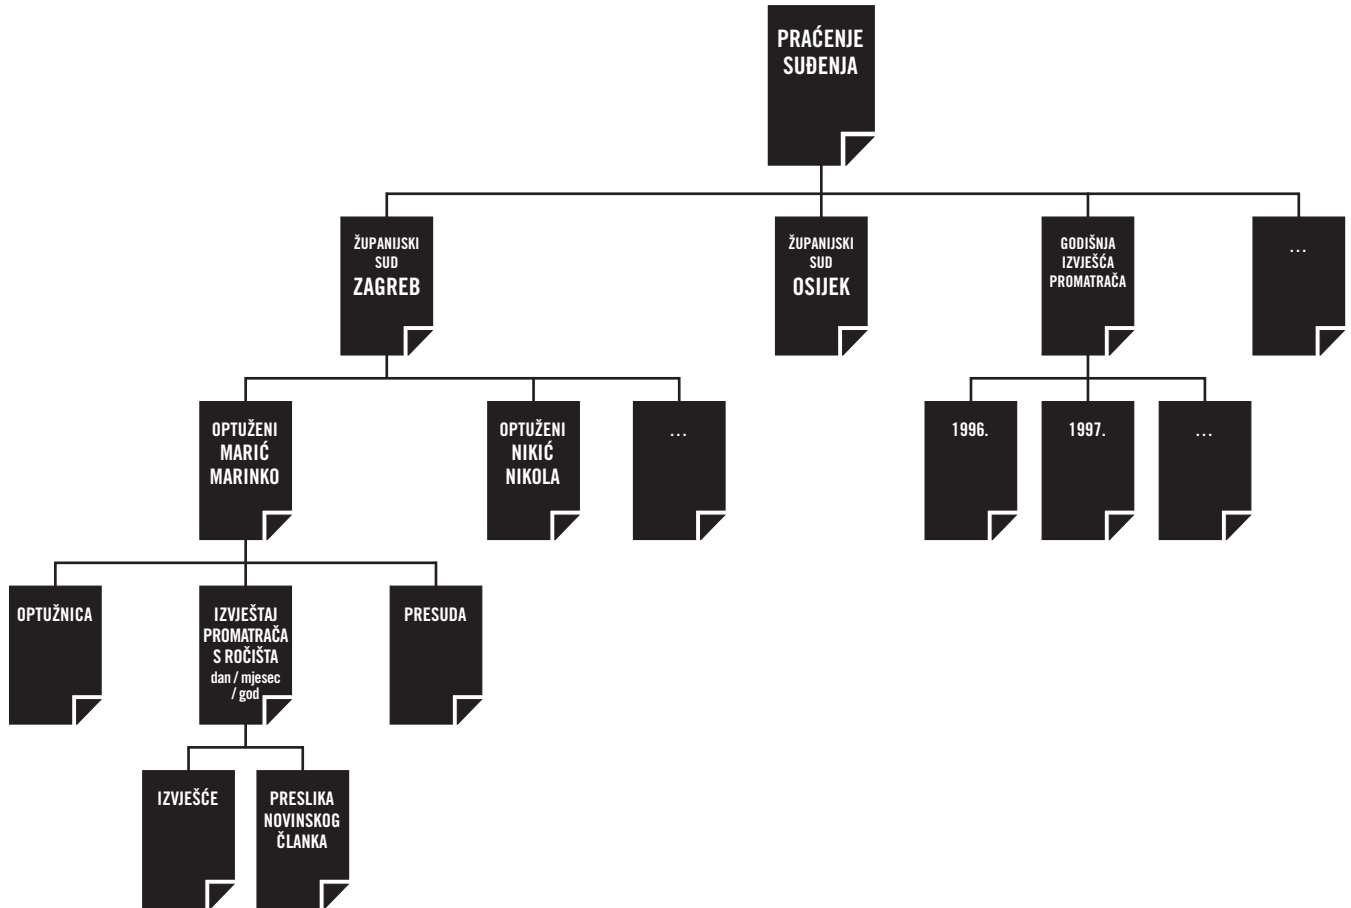 PRAĆENJE
SUĐENJA
ŽUPANIJSKI
SUD
ZAGREB
ŽUPANIJSKI
SUD
OSIJEK
GODIŠNJA
IZVJEŠĆA
PROMATRAČA
...
OPTUŽENI
MARIĆ
MARINKO
OPTUŽENI
NIKIĆ
NIKOLA
...
1996.
1997.
...
OPTUŽNICA
IZVJEŠTAJ
PROMATRAČA
S ROČIŠTA
dan / mjesec
/ god
PRESUDA
IZVJEŠĆE
PRESLIKA
NOVINSKOG
ČLANKA